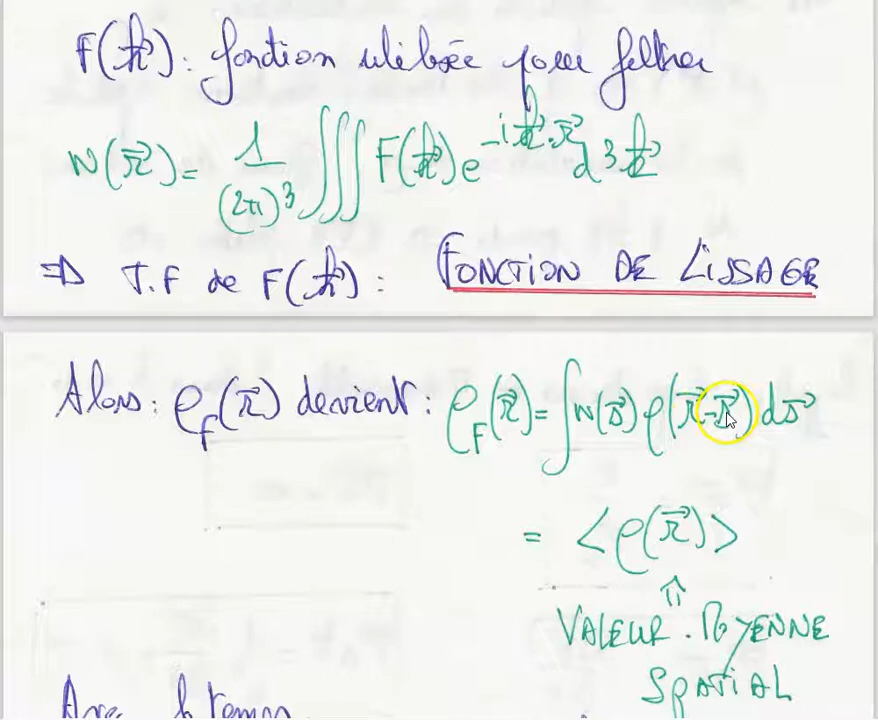 F(k⃗): fonction utilisée pour filtrer
W(r⃗) = 1/(2π)³ ∭ F(k⃗) e^{-i k⃗·r⃗} d³k⃗
⇒ T.F de F(k⃗) : FONCTION DE LISSAGE
Alors : ρ_f(r⃗) devient : ρ_F(r⃗) = ∫ W(s⃗) ρ(r⃗-s⃗) ds⃗
= <ρ(r⃗)>
⇑
VALEUR. MOYENNE
SPATIAL